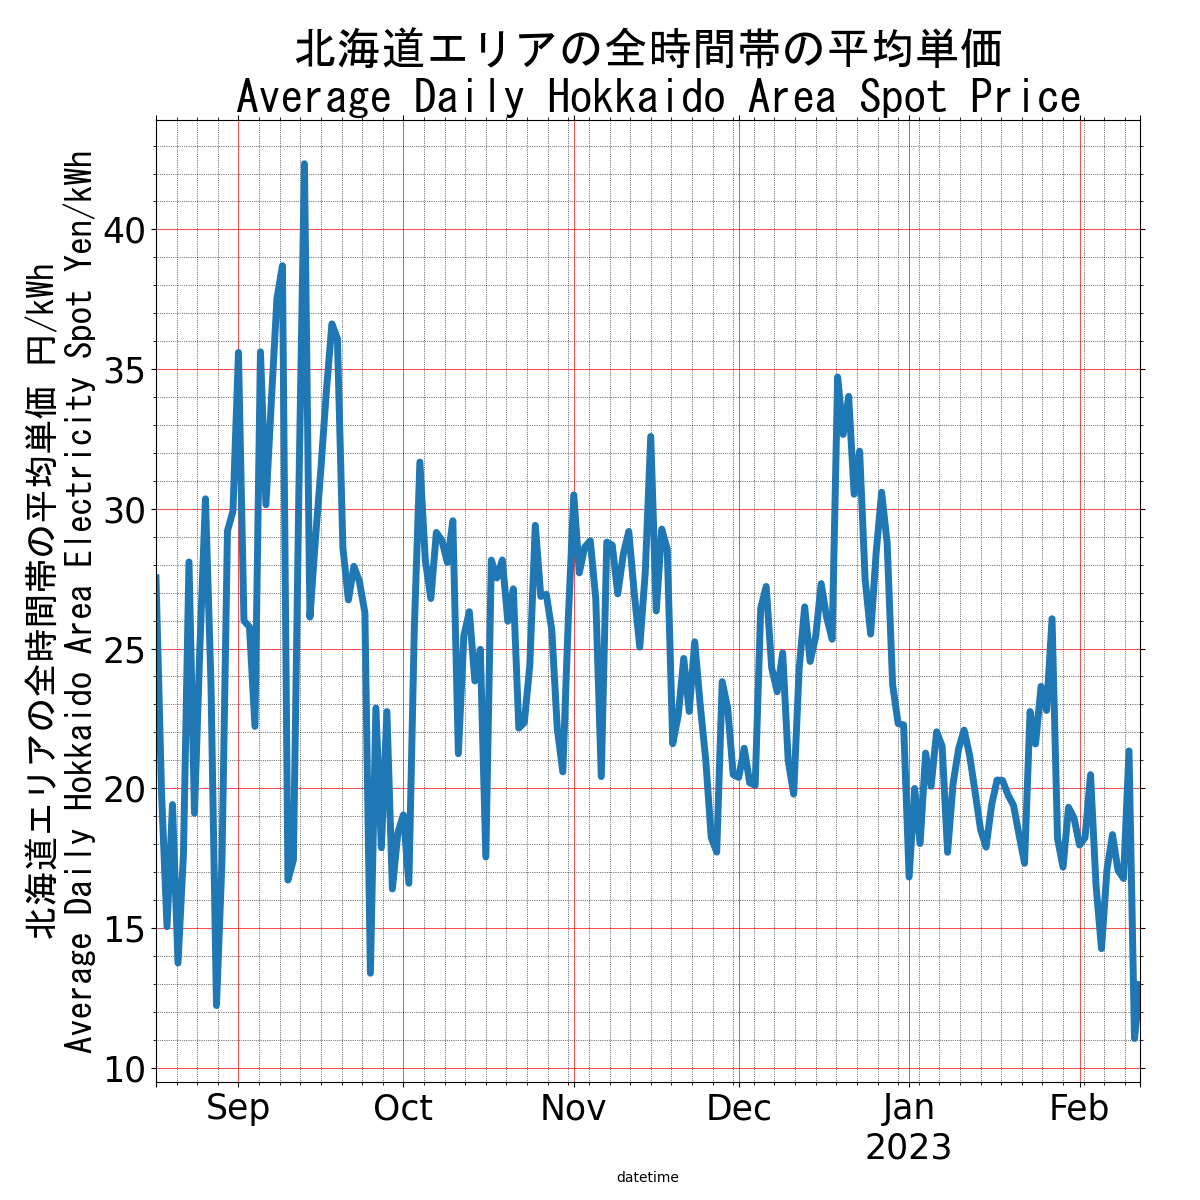 北海道エリアの全時間帯の平均単価
Average Daily Hokkaido Area Spot Price
北海道エリアの全時間帯の平均単価 円/kWh
Average Daily Hokkaido Area Electricity Spot Yen/kWh
40
35
30
25
20
15
10
Sep
Oct
Nov
Dec
Jan
2023
Feb
datetime